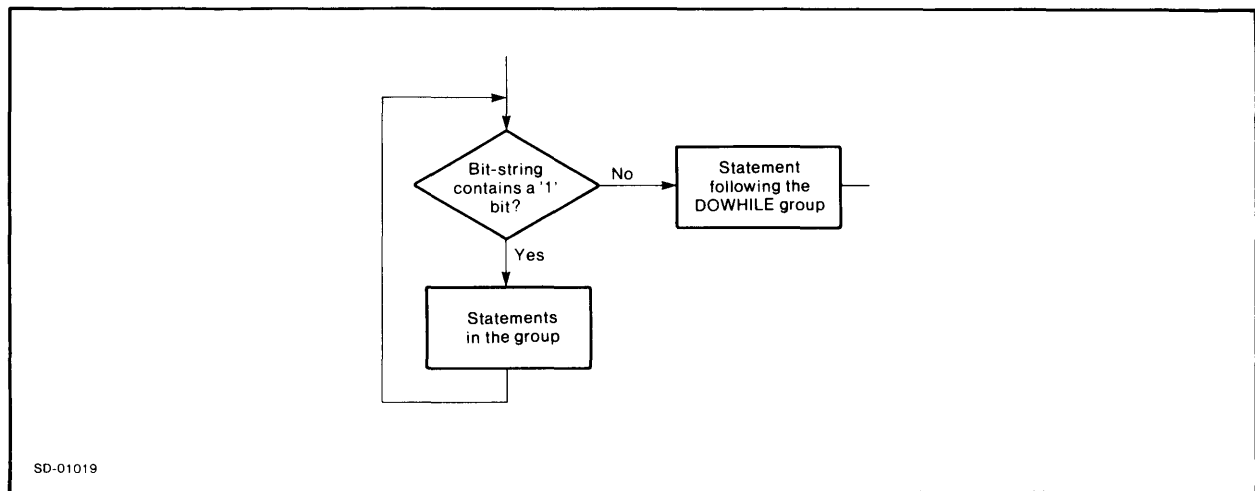 Bit-string
contains a '1'
bit?
No
Statement
following the
DOWHILE group
Yes
Statements
in the group
SD-01019